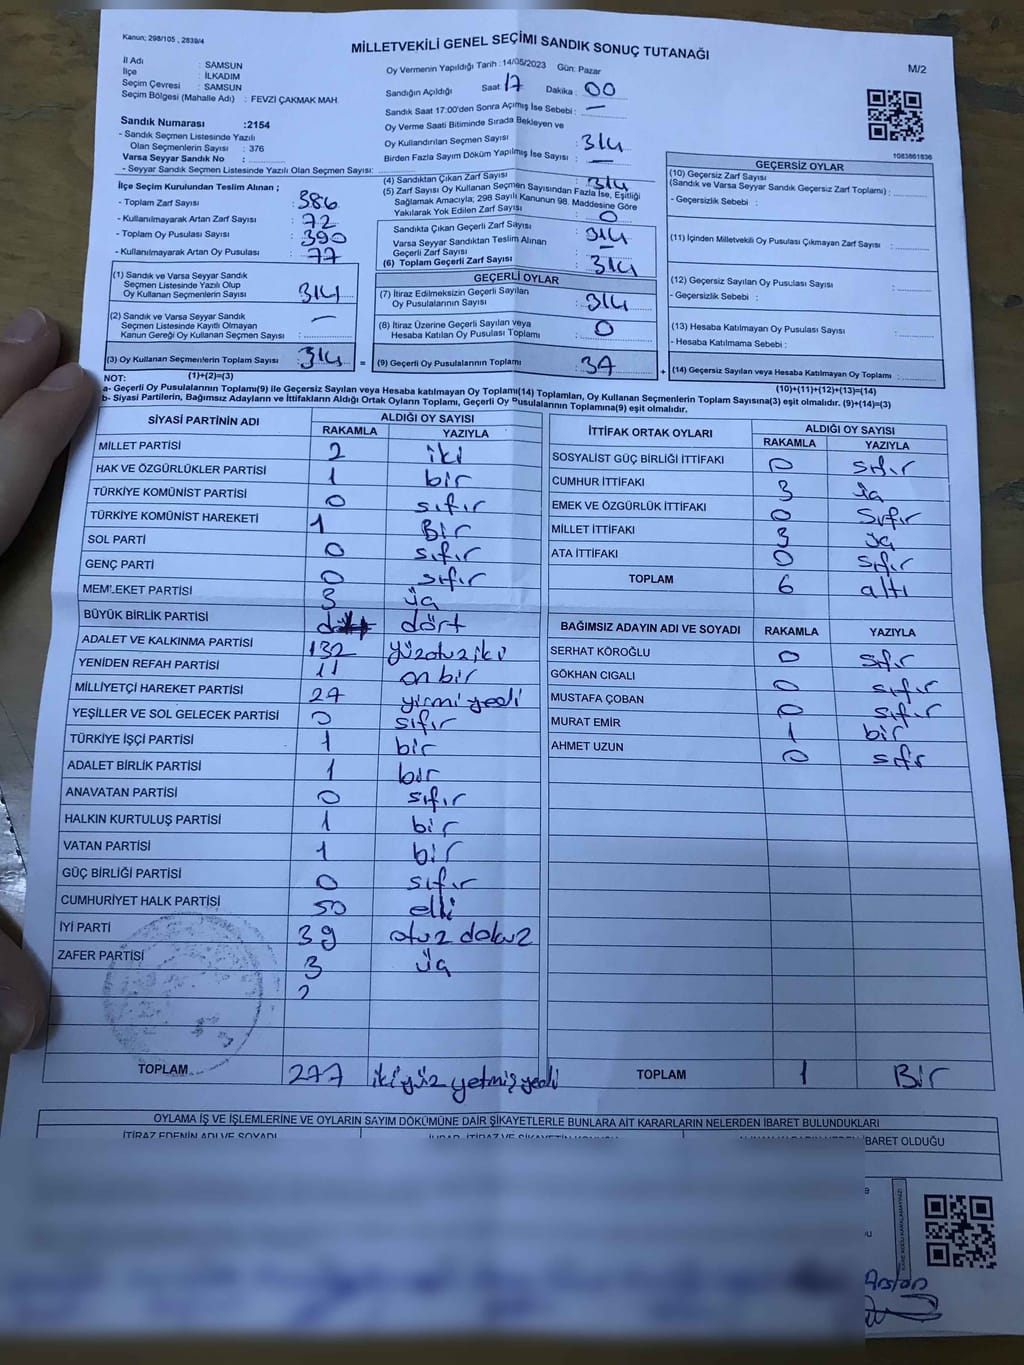 Kanun; 298/105 , 2839/4
MİLLETVEKİLİ GENEL SEÇİMİ SANDIK SONUÇ TUTANAĞI
M/2
İl Adı : SAMSUN
İlçe : İLKADIM
Seçim Çevresi : SAMSUN
Seçim Bölgesi (Mahalle Adı) : FEVZİ ÇAKMAK MAH.
Sandık Numarası :2154
- Sandık Seçmen Listesinde Yazılı
Olan Seçmenlerin Sayısı : 376
Varsa Seyyar Sandık No :
- Seyyar Sandık Seçmen Listesinde Yazılı Olan Seçmen Sayısı:
İlçe Seçim Kurulundan Teslim Alınan ;
- Toplam Zarf Sayısı : 386
- Kullanılmayarak Artan Zarf Sayısı : 72
- Toplam Oy Pusulası Sayısı : 390
- Kullanılmayarak Artan Oy Pusulası : 77
(1) Sandık ve Varsa Seyyar Sandık
Seçmen Listesinde Yazılı Olup
Oy Kullanan Seçmenlerin Sayısı : 314
(2) Sandık ve Varsa Seyyar Sandık
Seçmen Listesinde Kayıtlı Olmayan
Kanun Gereği Oy Kullanan Seçmen Sayısı : —
(3) Oy Kullanan Seçmenlerin Toplam Sayısı : 314
(1)+(2)=(3)
Oy Vermenin Yapıldığı Tarih : 14/05/2023 Gün: Pazar
Sandığın Açıldığı Saat : 17 Dakika : 00
Sandık Saat 17:00'den Sonra Açımış İse Sebebi : —
Oy Verme Saati Bitiminde Sırada Bekleyen ve
Oy Kullandırılan Seçmen Sayısı : 314
Birden Fazla Sayım Döküm Yapılmış İse Sayısı : —
(4) Sandıktan Çıkan Zarf Sayısı : 314
(5) Zarf Sayısı Oy Kullanan Seçmen Sayısından Fazla İse, Eşitliği
Sağlamak Amacıyla; 298 Sayılı Kanunun 98. Maddesine Göre
Yakılarak Yok Edilen Zarf Sayısı : 0
Sandıkta Çıkan Geçerli Zarf Sayısı : 314
Varsa Seyyar Sandıktan Teslim Alınan
Geçerli Zarf Sayısı : —
(6) Toplam Geçerli Zarf Sayısı : 314
GEÇERLİ OYLAR
(7) İtiraz Edilmeksizin Geçerli Sayılan
Oy Pusulalarının Sayısı : 314
(8) İtiraz Üzerine Geçerli Sayılan veya
Hesaba Katılan Oy Pusulası Toplamı : 0
= (9) Geçerli Oy Pusulalarının Toplamı :
1083861836
GEÇERSİZ OYLAR
(10) Geçersiz Zarf Sayısı
(Sandık ve Varsa Seyyar Sandık Geçersiz Zarf Toplamı) :
- Geçersizlik Sebebi :
(11) İçinden Milletvekili Oy Pusulası Çıkmayan Zarf Sayısı :
(12) Geçersiz Sayılan Oy Pusulası Sayısı :
- Geçersizlik Sebebi :
(13) Hesaba Katılmayan Oy Pusulası Sayısı :
- Hesaba Katılmama Sebebi :
+ (14) Geçersiz Sayılan veya Hesaba Katılmayan Oy Toplamı :
(10)+(11)+(12)+(13)=(14)
NOT:
a- Geçerli Oy Pusulaları Toplamı(9) ile Geçersiz Sayılan veya Hesaba katılmayan Oy Toplamı(14) Toplamları, Oy Kullanan Seçmenlerin Toplam Sayısına(3) eşit olmalıdır. (9)+(14)=(3)
b- Siyasi Partilerin, Bağımsız Adayların ve İttifakların Aldığı Ortak Oyların Toplamı, Geçerli Oy Pusulalarının Toplamına(9) eşit olmalıdır.
SİYASİ PARTİNİN ADI ALDIĞI OY SAYISI
RAKAMLA YAZIYLA
MİLLET PARTİSİ 2 iki
HAK VE ÖZGÜRLÜKLER PARTİSİ 1 bir
TÜRKİYE KOMÜNİST PARTİSİ 0 sıfır
TÜRKİYE KOMÜNİST HAREKETİ 1 Bir
SOL PARTİ 0 sıfır
GENÇ PARTİ 0 sıfır
MEMLEKET PARTİSİ 3 üç
BÜYÜK BİRLİK PARTİSİ dört
ADALET VE KALKINMA PARTİSİ 132 yüzotuziki
YENİDEN REFAH PARTİSİ 11 onbir
MİLLİYETÇİ HAREKET PARTİSİ 27 yirmiyedi
YEŞİLLER VE SOL GELECEK PARTİSİ 0 sıfır
TÜRKİYE İŞÇİ PARTİSİ 1 bir
ADALET BİRLİK PARTİSİ 1 bir
ANAVATAN PARTİSİ 0 sıfır
HALKIN KURTULUŞ PARTİSİ 1 bir
VATAN PARTİSİ 1 bir
GÜÇ BİRLİĞİ PARTİSİ 0 sıfır
CUMHURİYET HALK PARTİSİ 50 elli
İYİ PARTİ 39 otuz dokuz
ZAFER PARTİSİ 3 üç
2
TOPLAM 277 ikiyüz yetmişyedi
İTTİFAK ORTAK OYLARI ALDIĞI OY SAYISI
RAKAMLA YAZIYLA
SOSYALİST GÜÇ BİRLİĞİ İTTİFAKI 0 sıfır
CUMHUR İTTİFAKI 3 üç
EMEK VE ÖZGÜRLÜK İTTİFAKI 0 Sıfır
MİLLET İTTİFAKI 3 üç
ATA İTTİFAKI 0 sıfır
TOPLAM 6 altı
BAĞIMSIZ ADAYIN ADI VE SOYADI RAKAMLA YAZIYLA
SERHAT KÖROĞLU 0 sıfır
GÖKHAN CIGALI 0 sıfır
MUSTAFA ÇOBAN 0 sıfır
MURAT EMİR 1 bir
AHMET UZUN 0 sıfır
TOPLAM 1 Bir
OYLAMA İŞ VE İŞLEMLERİNE VE OYLARIN SAYIM DÖKÜMÜNE DAİR ŞİKAYETLERLE BUNLARA AİT KARARLARIN NELERDEN İBARET BULUNDUKLARI
İTİRAZ EDENİN ADI VE SOYADI
İBARET OLDUĞU
Arslan